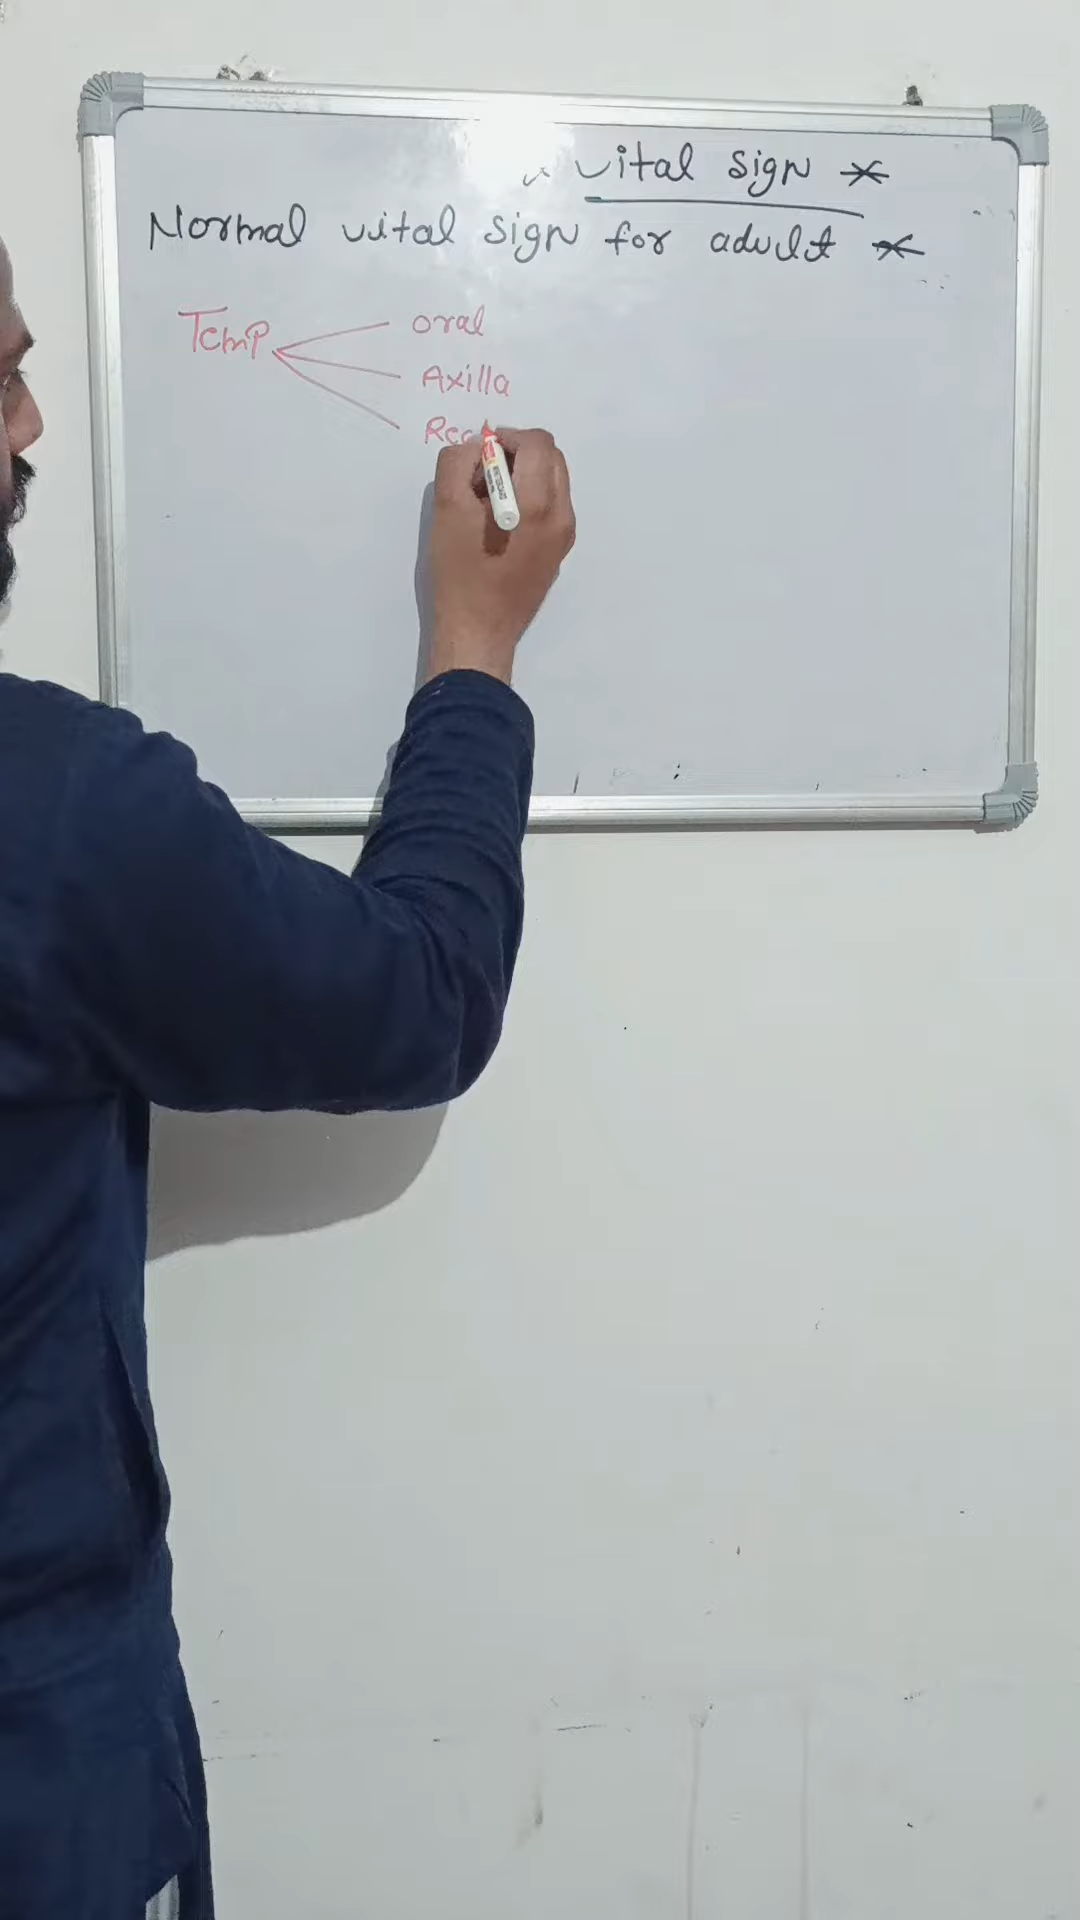 vital sign *
Normal vital sign for adult *
Temp
oral
Axilla
Rec